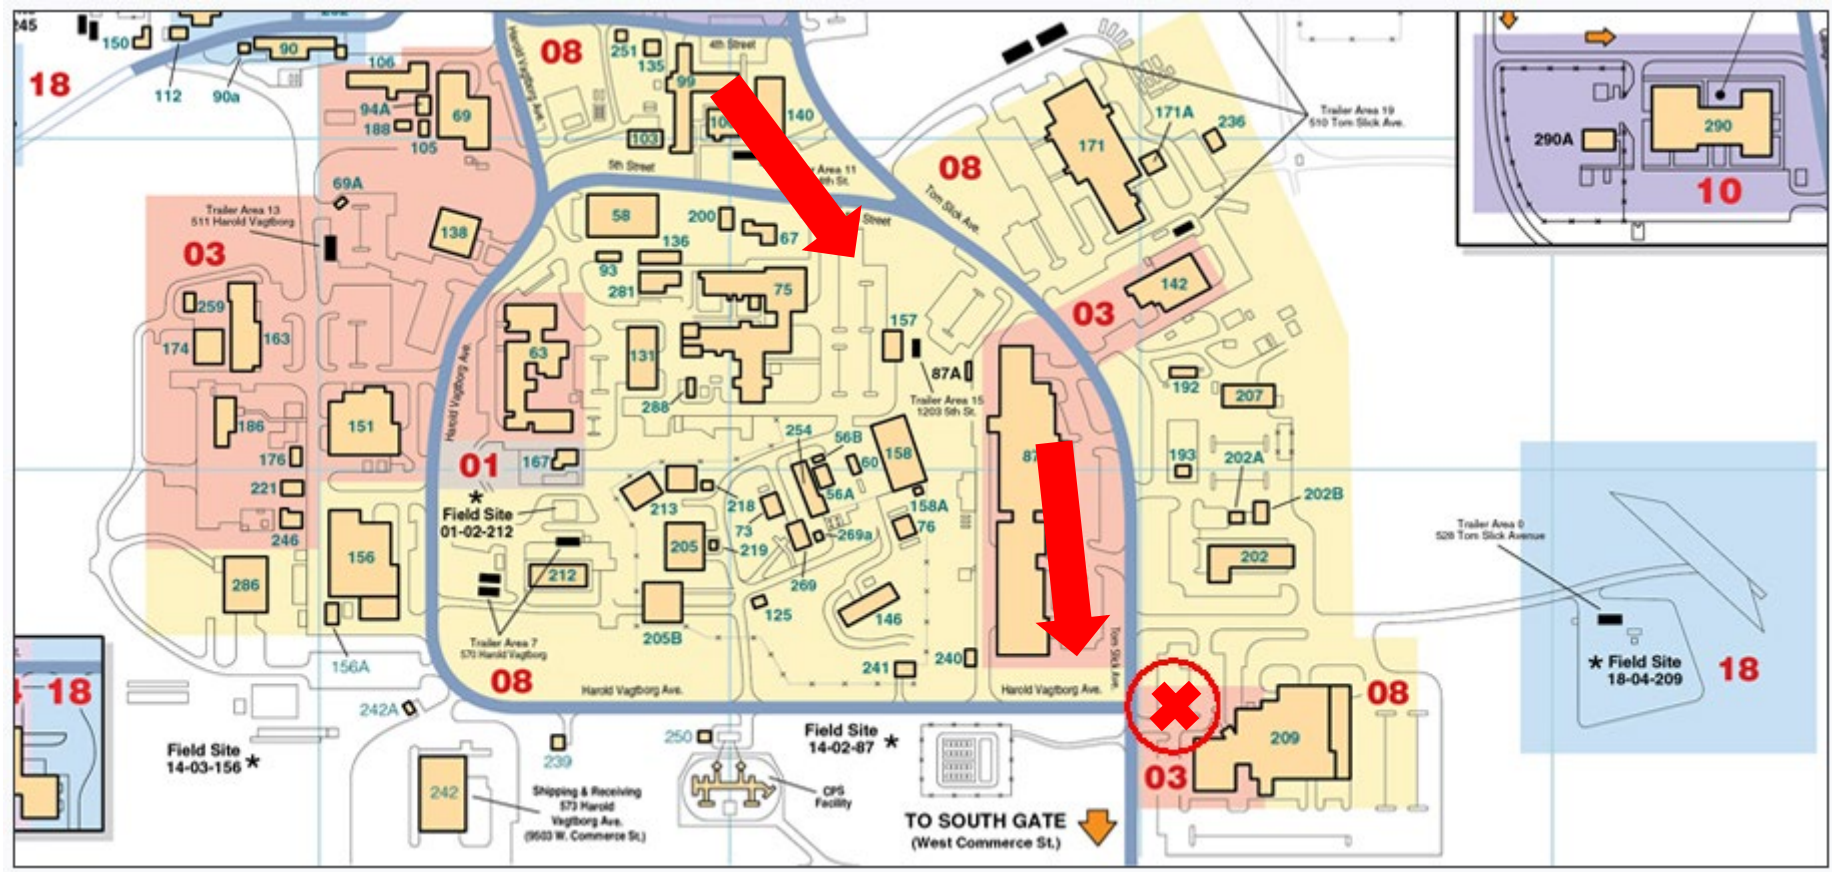 245
150
112
90a
90
18
106
94A
188
105
69
08
251
135
99
4th Street
103
140
5th Street
Area 11
Harold Vagtborg Ave.
171
171A
236
08
Trailer Area 19
510 Tom Slick Ave.
290A
290
10
69A
Trailer Area 13
511 Harold Vagtborg
138
03
58
200
67
136
93
281
75
Street
Tom Slick Ave.
142
03
259
174
163
Harold Vagtborg Ave.
63
131
288
157
87A
Trailer Area 15
1203 5th St.
192
207
186
151
176
221
246
01
167
Field Site
01-02-212
254
56B
60
158
56A
158A
76
218
213
73
219
205
269a
269
193
202A
202B
202
Trailer Area 0
528 Tom Slick Avenue
286
156
156A
212
Trailer Area 7
570 Harold Vagtborg
205B
125
146
241
240
Tom Slick Ave.
08
Harold Vagtborg Ave.
Harold Vagtborg Ave.
18
Field Site
18-04-209
18
242A
Field Site
14-03-156
239
250
Field Site
14-02-87
209
08
03
242
Shipping & Receiving
573 Harold
Vagtborg Ave.
(9503 W. Commerce St.)
CPS
Facility
TO SOUTH GATE
(West Commerce St.)